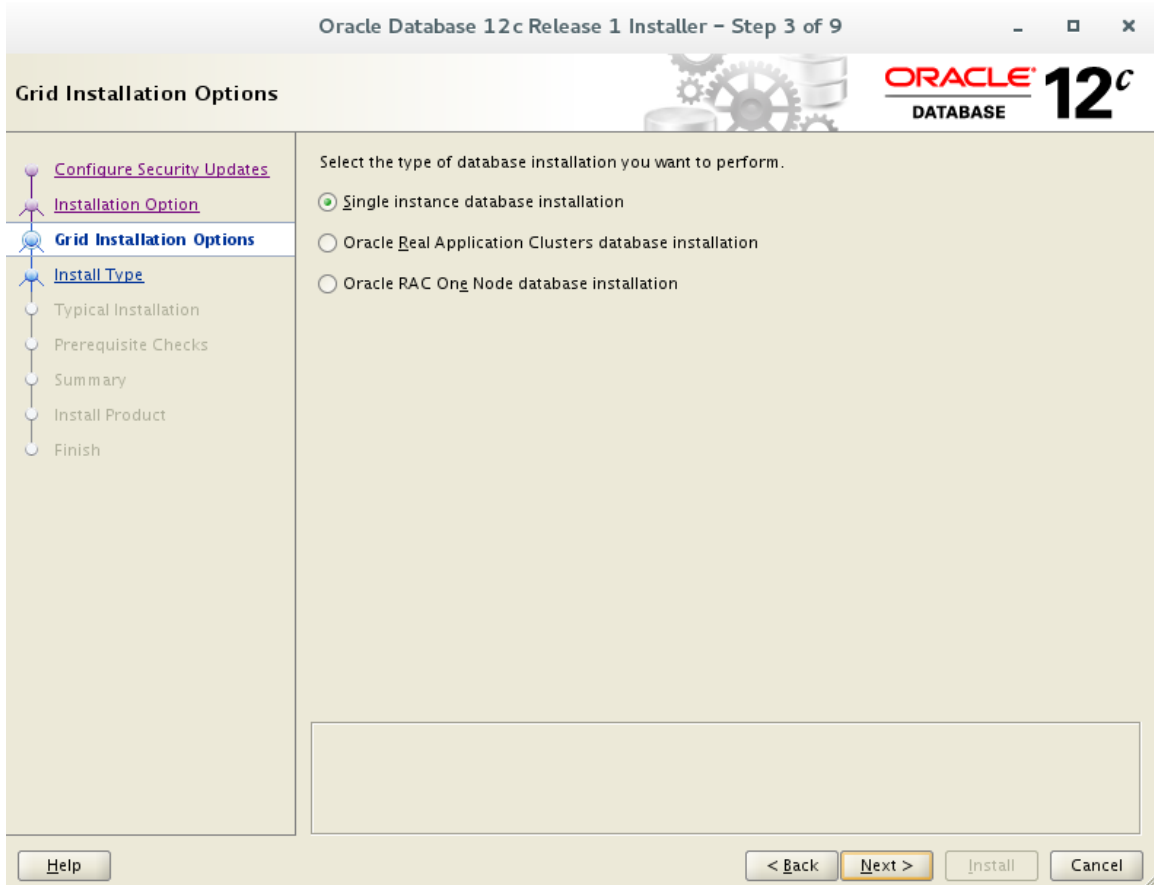 Oracle Database 12c Release 1 Installer – Step 3 of 9
Grid Installation Options
ORACLE®
DATABASE
12c
Configure Security Updates
Installation Option
Grid Installation Options
Install Type
Typical Installation
Prerequisite Checks
Summary
Install Product
Finish
Select the type of database installation you want to perform.
Single instance database installation
Oracle Real Application Clusters database installation
Oracle RAC One Node database installation
Help
< Back
Next >
Install
Cancel